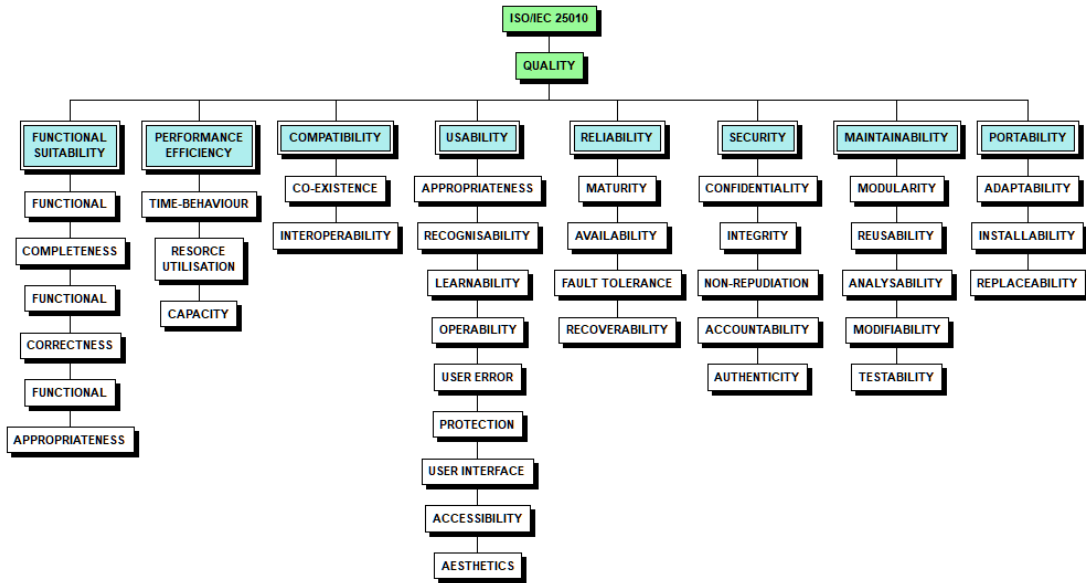 ISO/IEC 25010
QUALITY
FUNCTIONAL
SUITABILITY
FUNCTIONAL
COMPLETENESS
FUNCTIONAL
CORRECTNESS
FUNCTIONAL
APPROPRIATENESS
PERFORMANCE
EFFICIENCY
TIME-BEHAVIOUR
RESORCE
UTILISATION
CAPACITY
COMPATIBILITY
CO-EXISTENCE
INTEROPERABILITY
USABILITY
APPROPRIATENESS
RECOGNISABILITY
LEARNABILITY
OPERABILITY
USER ERROR
PROTECTION
USER INTERFACE
ACCESSIBILITY
AESTHETICS
RELIABILITY
MATURITY
AVAILABILITY
FAULT TOLERANCE
RECOVERABILITY
SECURITY
CONFIDENTIALITY
INTEGRITY
NON-REPUDIATION
ACCOUNTABILITY
AUTHENTICITY
MAINTAINABILITY
MODULARITY
REUSABILITY
ANALYSABILITY
MODIFIABILITY
TESTABILITY
PORTABILITY
ADAPTABILITY
INSTALLABILITY
REPLACEABILITY